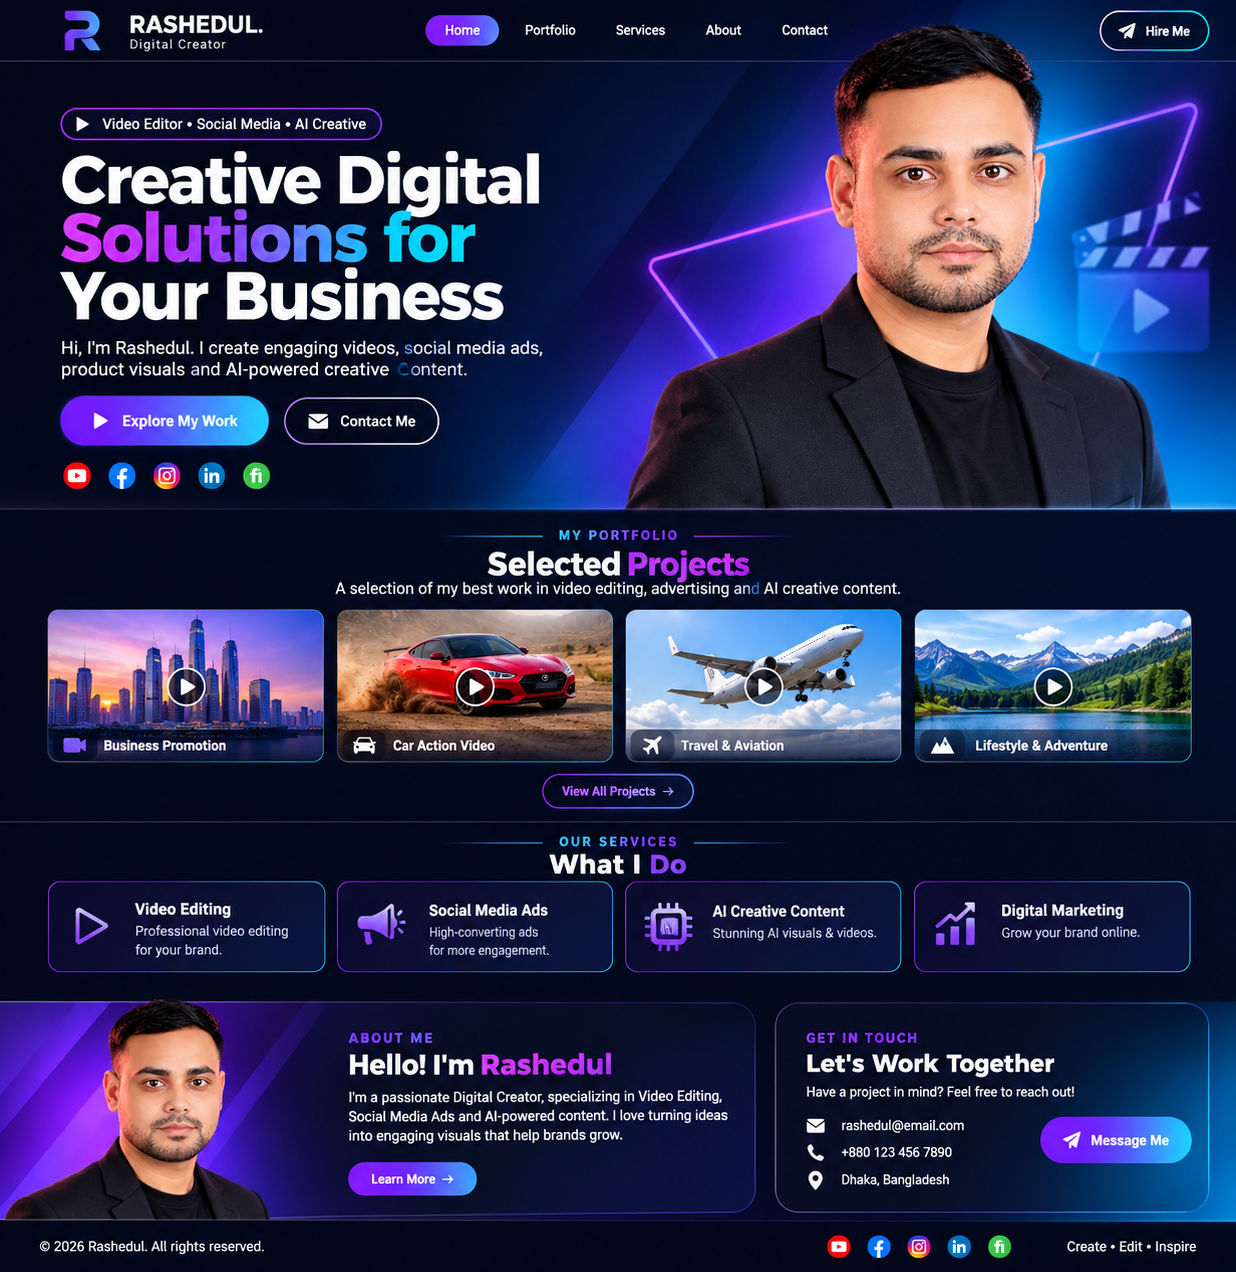 RASHEDUL.
Digital Creator
Home
Portfolio
Services
About
Contact
Hire Me
Video Editor • Social Media • AI Creative
Creative Digital
Solutions for
Your Business
Hi, I'm Rashedul. I create engaging videos, social media ads,
product visuals and AI-powered creative Content.
Explore My Work
Contact Me
MY PORTFOLIO
Selected Projects
A selection of my best work in video editing, advertising and AI creative content.
Business Promotion
Car Action Video
Travel & Aviation
Lifestyle & Adventure
View All Projects →
OUR SERVICES
What I Do
Video Editing
Professional video editing
for your brand.
Social Media Ads
High-converting ads
for more engagement.
AI Creative Content
Stunning AI visuals & videos.
Digital Marketing
Grow your brand online.
ABOUT ME
Hello! I'm Rashedul
I'm a passionate Digital Creator, specializing in Video Editing,
Social Media Ads and AI-powered content. I love turning ideas
into engaging visuals that help brands grow.
Learn More →
GET IN TOUCH
Let's Work Together
Have a project in mind? Feel free to reach out!
rashedul@email.com
+880 123 456 7890
Dhaka, Bangladesh
Message Me
© 2026 Rashedul. All rights reserved.
Create • Edit • Inspire